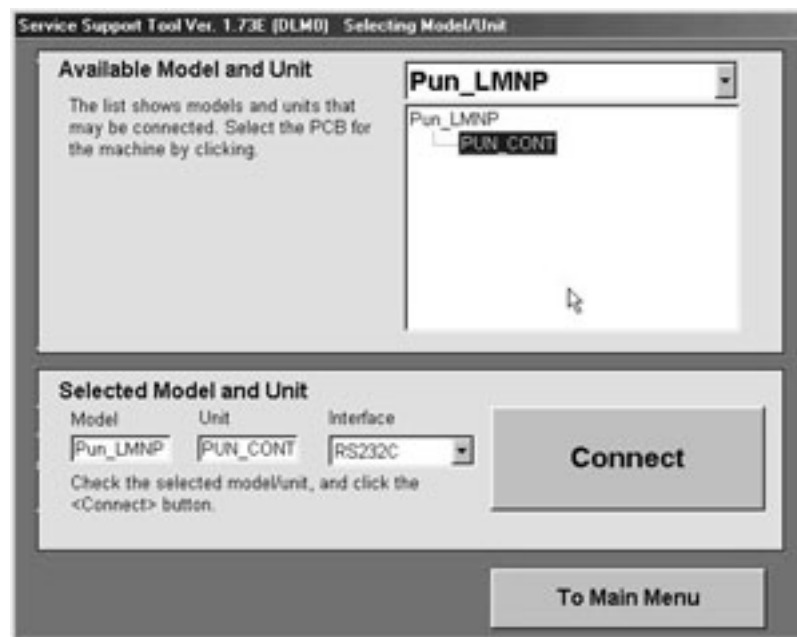 Service Support Tool Ver. 1.73E (DLM0) Selecting Model/Unit
Available Model and Unit
The list shows models and units that
may be connected. Select the PCB for
the machine by clicking.
Pun_LMNP
Pun_LMNP
PUN_CONT
Selected Model and Unit
Model Unit Interface
Pun_LMNP PUN_CONT RS232C
Check the selected model/unit, and click the
<Connect> button.
Connect
To Main Menu